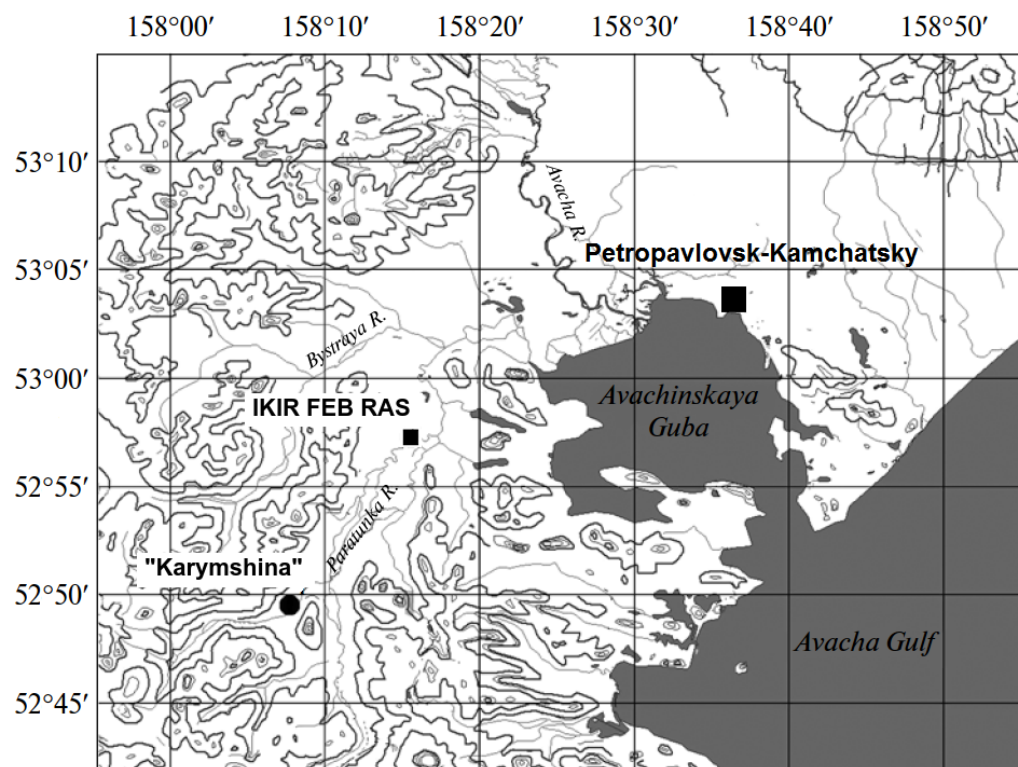 158°00′ 158°10′ 158°20′ 158°30′ 158°40′ 158°50′
53°10′
Avacha R.
Petropavlovsk-Kamchatsky
53°05′
Bystraya R.
53°00′
IKIR FEB RAS
Avachinskaya
Guba
52°55′
Paratunka R.
"Karymshina"
52°50′
Avacha Gulf
52°45′